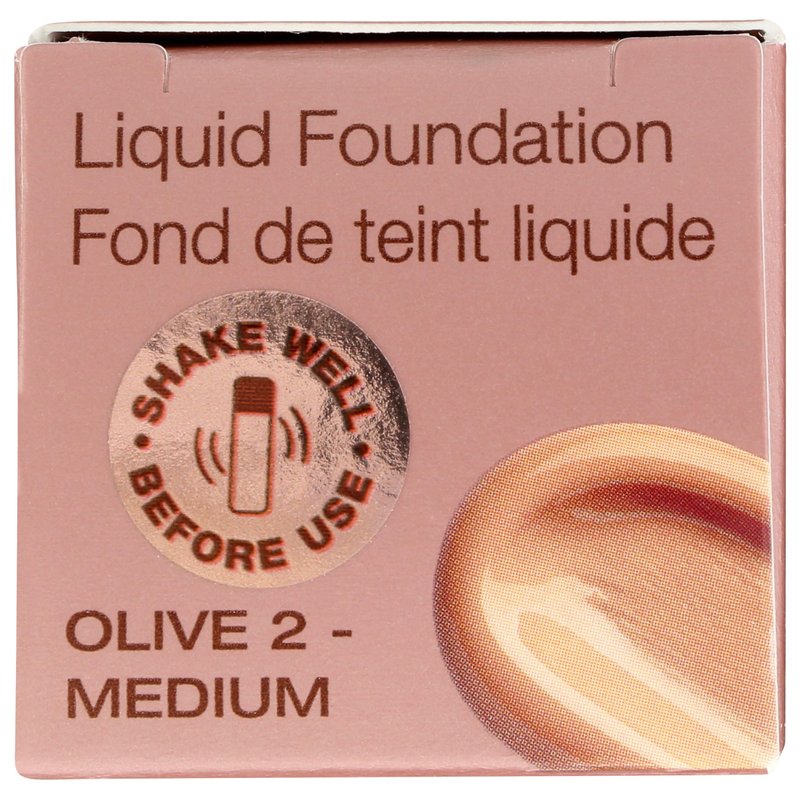 Liquid Foundation
Fond de teint liquide
• SHAKE WELL •
BEFORE USE
OLIVE 2 -
MEDIUM